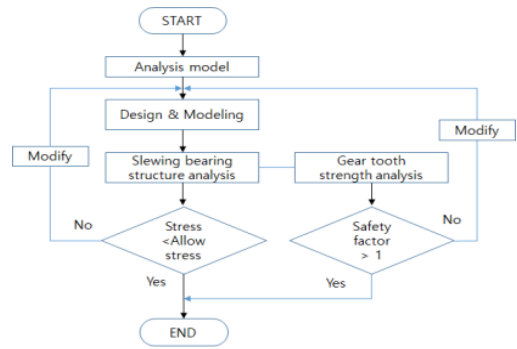 START
Analysis model
Design & Modeling
Modify
Modify
Slewing bearing
structure analysis
Gear tooth
strength analysis
No
Stress
<Allow
stress
Safety
factor
> 1
No
Yes
Yes
END